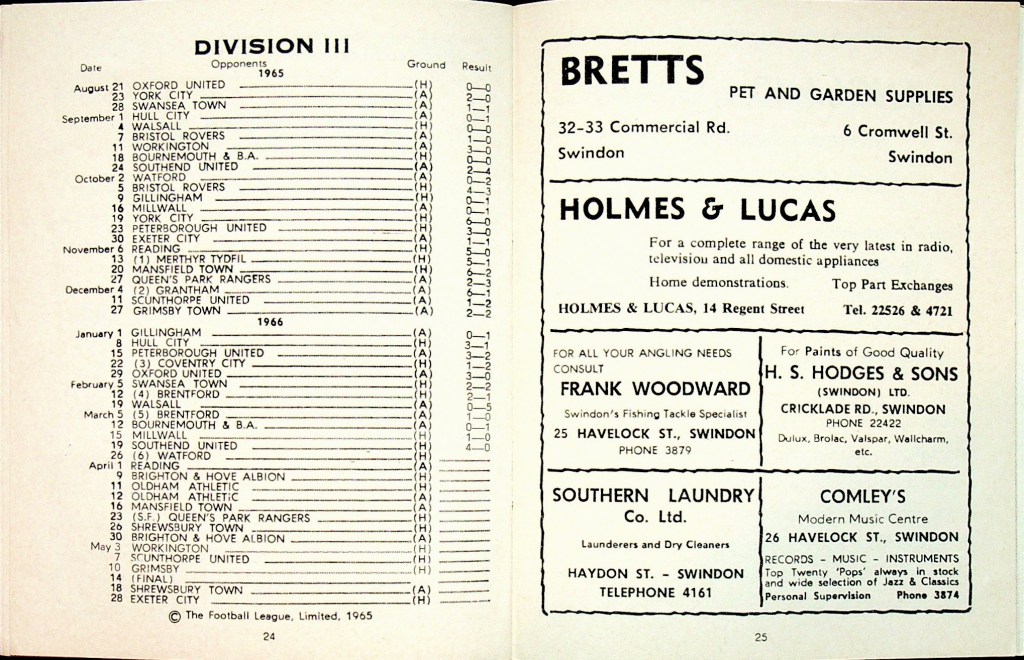 DIVISION III
Date Opponents Ground Result
1965
August 21 OXFORD UNITED (H) 0—0
23 YORK CITY (A) 2—0
28 SWANSEA TOWN (A) 1—1
September 1 HULL CITY (A) 0—1
4 WALSALL (H) 0—0
7 BRISTOL ROVERS (A) 1—0
11 WORKINGTON (A) 3—0
18 BOURNEMOUTH & B.A. (H) 0—0
24 SOUTHEND UNITED (A) 2—4
October 2 WATFORD (A) 0—2
5 BRISTOL ROVERS (H) 4—3
9 GILLINGHAM (H) 0—1
16 MILLWALL (A) 0—1
19 YORK CITY (H) 6—0
23 PETERBOROUGH UNITED (H) 3—0
30 EXETER CITY (A) 1—1
November 6 READING (H) 5—0
13 (1) MERTHYR TYDFIL (H) 5—1
20 MANSFIELD TOWN (H) 6—2
27 QUEEN'S PARK RANGERS (A) 2—3
December 4 (2) GRANTHAM (A) 6—1
11 SCUNTHORPE UNITED (A) 1—2
27 GRIMSBY TOWN (A) 2—2
1966
January 1 GILLINGHAM (A) 0—1
8 HULL CITY (H) 3—1
15 PETERBOROUGH UNITED (A) 3—2
22 (3) COVENTRY CITY (H) 1—2
29 OXFORD UNITED (A) 3—0
February 5 SWANSEA TOWN (H) 2—2
12 (4) BRENTFORD (H) 2—1
19 WALSALL (A) 0—5
March 5 (5) BRENTFORD (A) 1—0
12 BOURNEMOUTH & B.A. (A) 0—1
15 MILLWALL (H) 1—0
19 SOUTHEND UNITED (H) 4—0
26 (6) WATFORD (H)
April 1 READING (A)
9 BRIGHTON & HOVE ALBION (H)
11 OLDHAM ATHLETIC (H)
12 OLDHAM ATHLETIC (A)
16 MANSFIELD TOWN (A)
23 (S.F.) QUEEN'S PARK RANGERS (H)
26 SHREWSBURY TOWN (H)
30 BRIGHTON & HOVE ALBION (A)
May 3 WORKINGTON (H)
7 SCUNTHORPE UNITED (H)
10 GRIMSBY (H)
14 (FINAL)
18 SHREWSBURY TOWN (A)
28 EXETER CITY (H)
© The Football League, Limited, 1965
24
BRETTS
PET AND GARDEN SUPPLIES
32-33 Commercial Rd. 6 Cromwell St.
Swindon Swindon
HOLMES & LUCAS
For a complete range of the very latest in radio,
television and all domestic appliances
Home demonstrations. Top Part Exchanges
HOLMES & LUCAS, 14 Regent Street Tel. 22526 & 4721
FOR ALL YOUR ANGLING NEEDS
CONSULT
FRANK WOODWARD
Swindon's Fishing Tackle Specialist
25 HAVELOCK ST., SWINDON
PHONE 3879
For Paints of Good Quality
H. S. HODGES & SONS
(SWINDON) LTD.
CRICKLADE RD., SWINDON
PHONE 22422
Dulux, Brolac, Valspar, Wallcharm,
etc.
SOUTHERN LAUNDRY
Co. Ltd.
Launderers and Dry Cleaners
HAYDON ST. - SWINDON
TELEPHONE 4161
COMLEY'S
Modern Music Centre
26 HAVELOCK ST., SWINDON
RECORDS - MUSIC - INSTRUMENTS
Top Twenty 'Pops' always in stock
and wide selection of Jazz & Classics
Personal Supervision Phone 3874
25